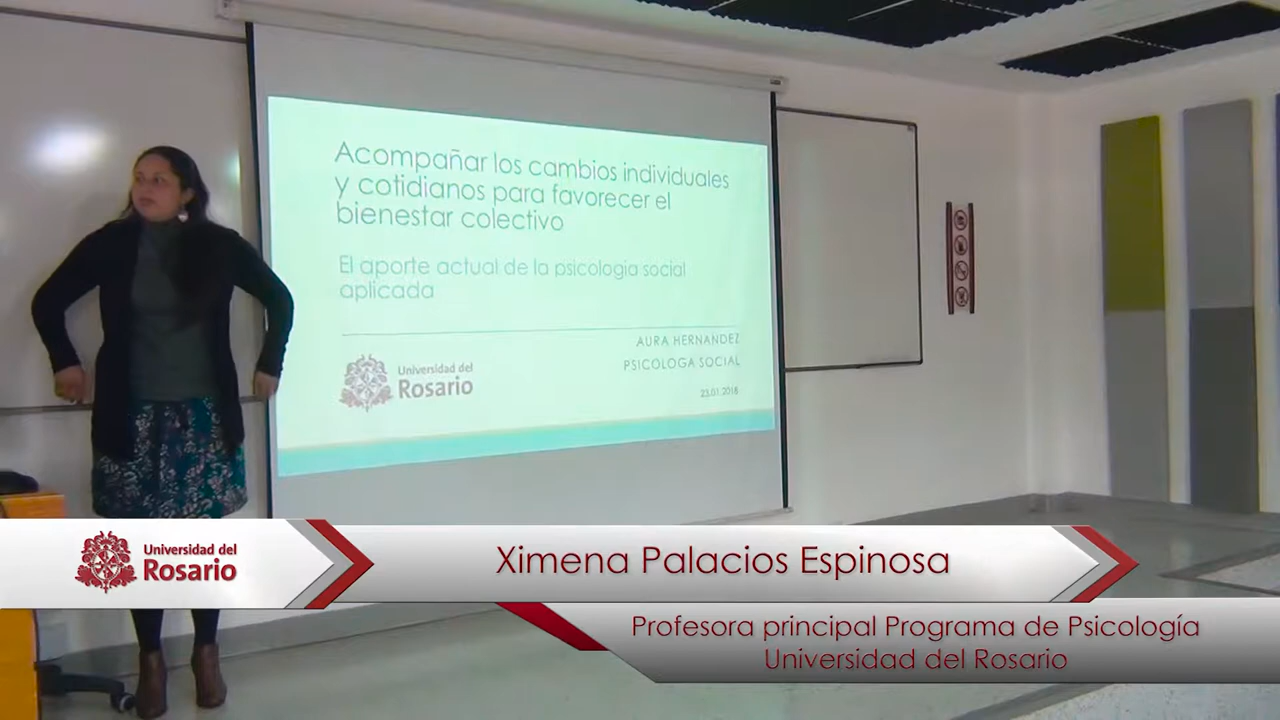 Acompañar los cambios individuales
y cotidianos para favorecer el
bienestar colectivo
El aporte actual de la psicologia social
aplicada
AURA HERNANDEZ
PSICOLOGA SOCIAL
23.01.2018
Universidad del
Rosario
Universidad del
Rosario
Ximena Palacios Espinosa
Profesora principal Programa de Psicología
Universidad del Rosario